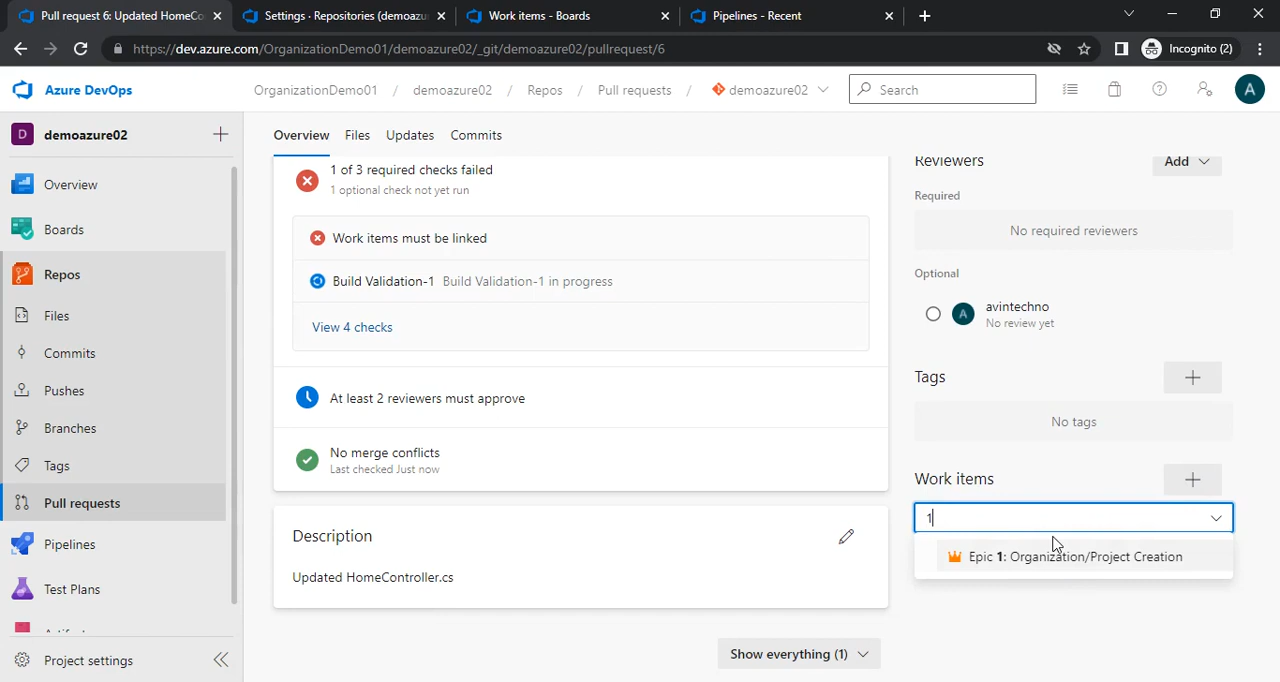 Pull request 6: Updated HomeCo
Settings · Repositories (demoazu
Work items - Boards
Pipelines - Recent
https://dev.azure.com/OrganizationDemo01/demoazure02/_git/demoazure02/pullrequest/6
Incognito (2)
Azure DevOps
OrganizationDemo01 / demoazure02 / Repos / Pull requests / demoazure02
Search
A
D demoazure02
Overview
Boards
Repos
Files
Commits
Pushes
Branches
Tags
Pull requests
Pipelines
Test Plans
Project settings
Overview Files Updates Commits
1 of 3 required checks failed
1 optional check not yet run
Work items must be linked
Build Validation-1 Build Validation-1 in progress
View 4 checks
At least 2 reviewers must approve
No merge conflicts
Last checked Just now
Description
Updated HomeController.cs
Show everything (1)
Reviewers
Add
Required
No required reviewers
Optional
A
avintechno
No review yet
Tags
No tags
Work items
1
Epic 1: Organization/Project Creation